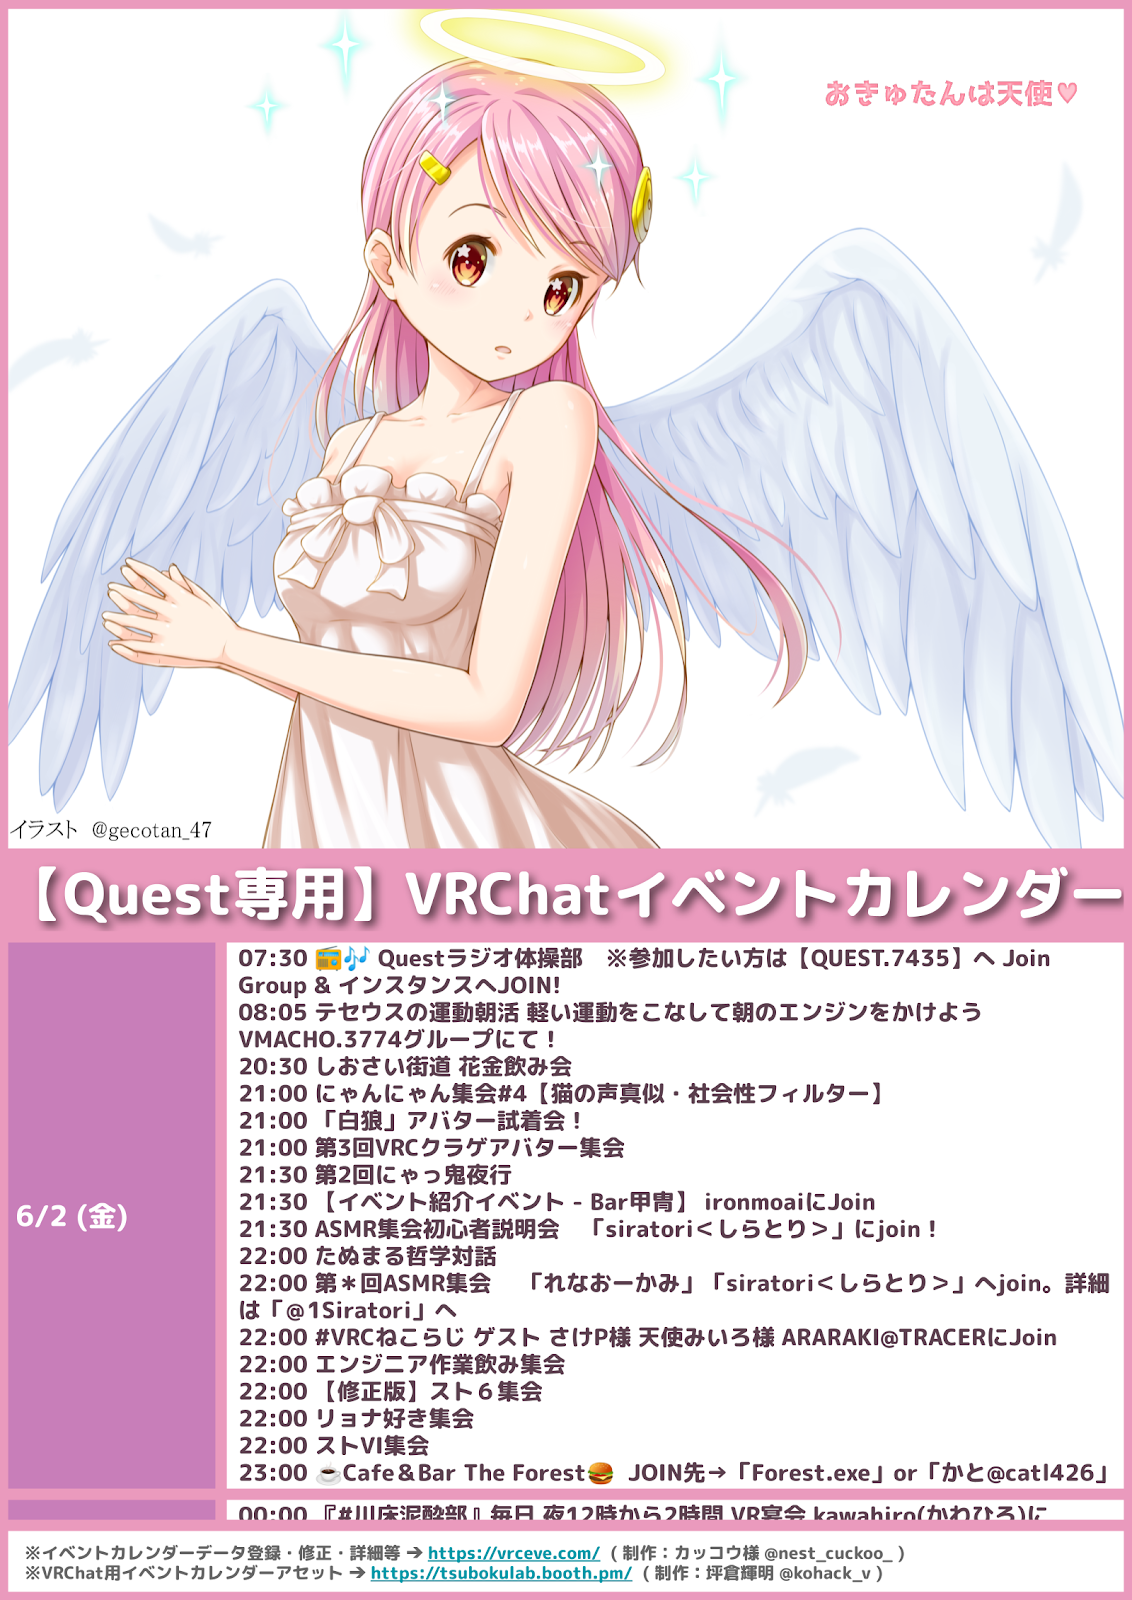 おきゅたんは天使♥
イラスト @gecotan_47
【Quest専用】VRChatイベントカレンダー
6/2 (金)
07:30 📻🎶 Questラジオ体操部　※参加したい方は【QUEST.7435】へ Join
Group & インスタンスへJOIN!
08:05 テセウスの運動朝活 軽い運動をこなして朝のエンジンをかけよう
VMACHO.3774グループにて！
20:30 しおさい街道 花金飲み会
21:00 にゃんにゃん集会#4【猫の声真似・社会性フィルター】
21:00 「白狼」アバター試着会！
21:00 第3回VRCクラゲアバター集会
21:30 第2回にゃっ鬼夜行
21:30 【イベント紹介イベント - Bar甲冑】 ironmoaiにJoin
21:30 ASMR集会初心者説明会　「siratori＜しらとり＞」にjoin！
22:00 たぬまる哲学対話
22:00 第＊回ASMR集会　「れなおーかみ」「siratori＜しらとり＞」へjoin。詳細
は「@1Siratori」へ
22:00 #VRCねこらじ ゲスト さけP様 天使みいろ様 ARARAKI@TRACERにJoin
22:00 エンジニア作業飲み集会
22:00 【修正版】スト６集会
22:00 リョナ好き集会
22:00 ストVI集会
23:00 ☕Cafe＆Bar The Forest🍔 JOIN先→「Forest.exe」or「かと@catl426」
00:00 『#川床泥酔部』毎日 夜12時から2時間 VR宴会 kawahiro(かわひろ)に
※イベントカレンダーデータ登録・修正・詳細等 ➔ https://vrceve.com/ ( 制作：カッコウ様 @nest_cuckoo_ )
※VRChat用イベントカレンダーアセット ➔ https://tsubokulab.booth.pm/ ( 制作：坪倉輝明 @kohack_v )